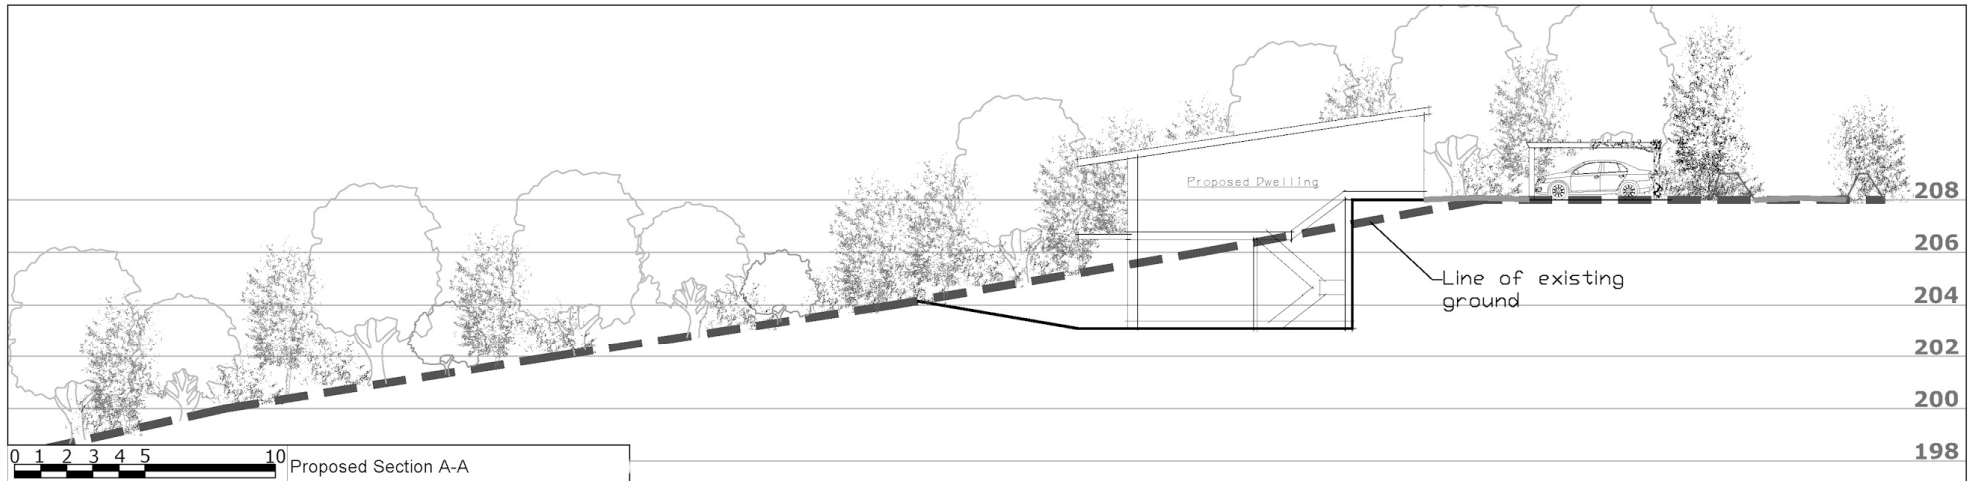 Proposed Dwelling
208
206
Line of existing
ground
204
202
200
198
0 1 2 3 4 5 10
Proposed Section A-A